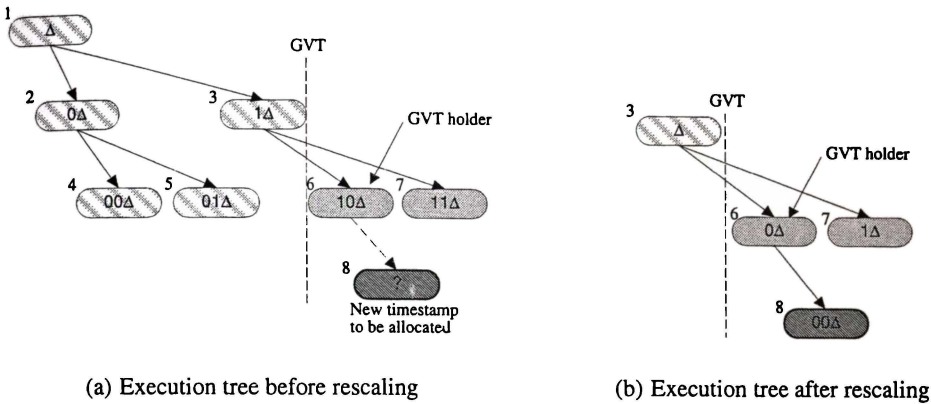 1
Δ
GVT
2
0Δ
3
1Δ
GVT holder
4
00Δ
5
01Δ
6
10Δ
7
11Δ
8
?
New timestamp
to be allocated
(a) Execution tree before rescaling
3
Δ
GVT
GVT holder
6
0Δ
7
1Δ
8
00Δ
(b) Execution tree after rescaling